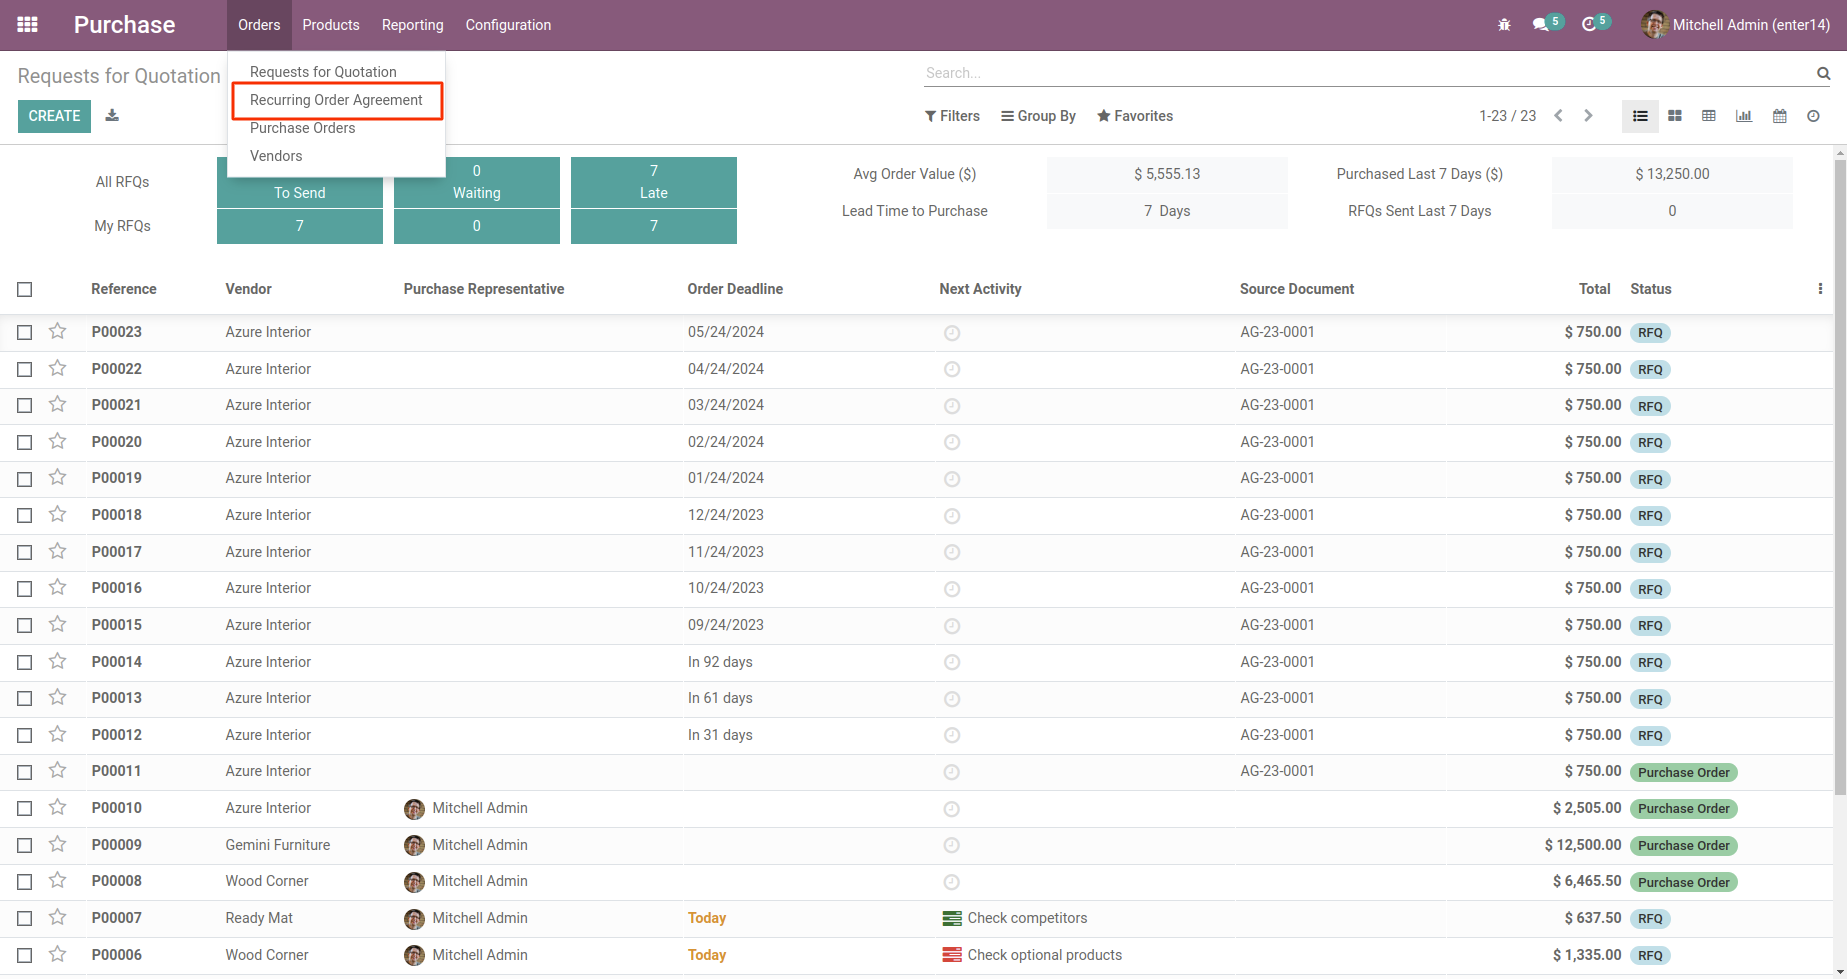 Purchase Orders Products Reporting Configuration 5 5 Mitchell Admin (enter14)
Requests for Quotation
Search...
Requests for Quotation
Recurring Order Agreement
Purchase Orders
Vendors
CREATE
Filters Group By Favorites 1-23 / 23
All RFQs To Send 0 Waiting 7 Late
My RFQs 7 0 7
Avg Order Value ($) $ 5,555.13 Purchased Last 7 Days ($) $ 13,250.00
Lead Time to Purchase 7 Days RFQs Sent Last 7 Days 0
Reference Vendor Purchase Representative Order Deadline Next Activity Source Document Total Status
P00023 Azure Interior 05/24/2024 AG-23-0001 $ 750.00 RFQ
P00022 Azure Interior 04/24/2024 AG-23-0001 $ 750.00 RFQ
P00021 Azure Interior 03/24/2024 AG-23-0001 $ 750.00 RFQ
P00020 Azure Interior 02/24/2024 AG-23-0001 $ 750.00 RFQ
P00019 Azure Interior 01/24/2024 AG-23-0001 $ 750.00 RFQ
P00018 Azure Interior 12/24/2023 AG-23-0001 $ 750.00 RFQ
P00017 Azure Interior 11/24/2023 AG-23-0001 $ 750.00 RFQ
P00016 Azure Interior 10/24/2023 AG-23-0001 $ 750.00 RFQ
P00015 Azure Interior 09/24/2023 AG-23-0001 $ 750.00 RFQ
P00014 Azure Interior In 92 days AG-23-0001 $ 750.00 RFQ
P00013 Azure Interior In 61 days AG-23-0001 $ 750.00 RFQ
P00012 Azure Interior In 31 days AG-23-0001 $ 750.00 RFQ
P00011 Azure Interior AG-23-0001 $ 750.00 Purchase Order
P00010 Azure Interior Mitchell Admin $ 2,505.00 Purchase Order
P00009 Gemini Furniture Mitchell Admin $ 12,500.00 Purchase Order
P00008 Wood Corner Mitchell Admin $ 6,465.50 Purchase Order
P00007 Ready Mat Mitchell Admin Today Check competitors $ 637.50 RFQ
P00006 Wood Corner Mitchell Admin Today Check optional products $ 1,335.00 RFQ